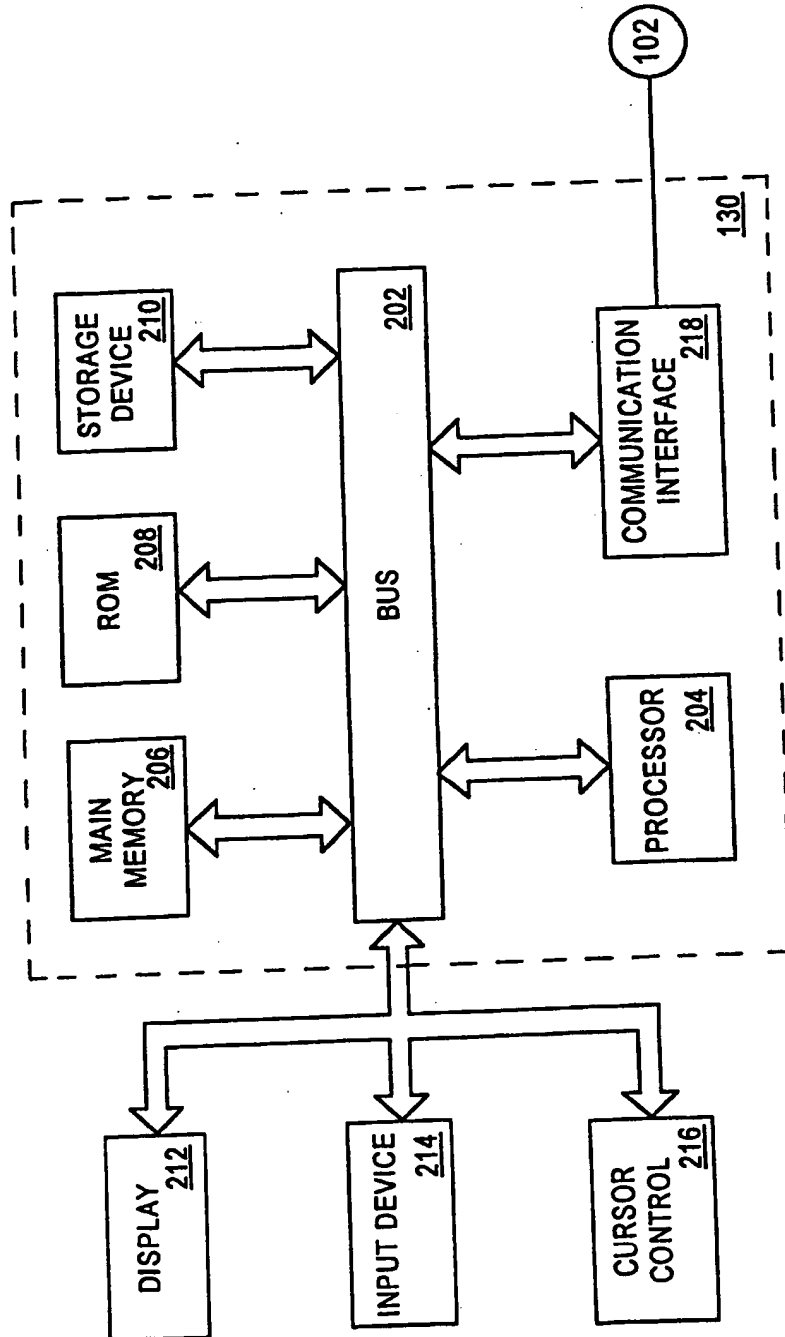 DISPLAY
212
INPUT DEVICE
214
CURSOR
CONTROL
216
MAIN
MEMORY
206
ROM
208
STORAGE
DEVICE
210
BUS
202
PROCESSOR
204
COMMUNICATION
INTERFACE
218
130
102